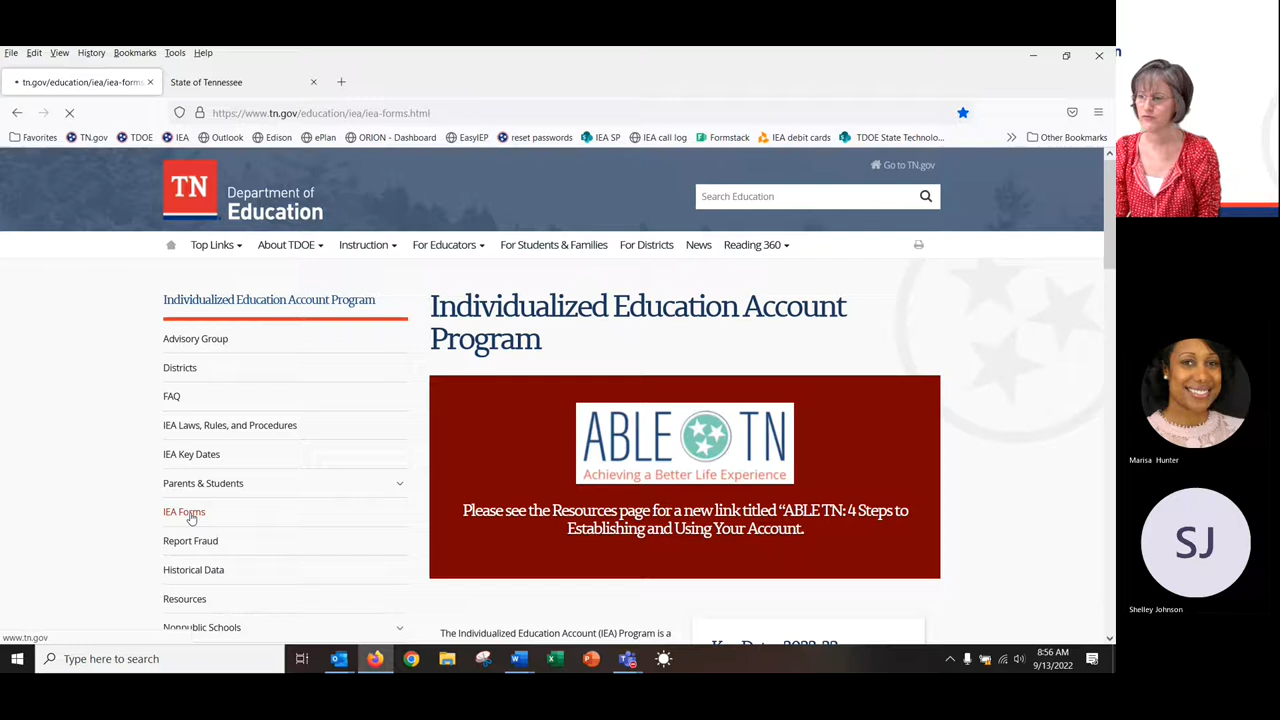 File Edit View History Bookmarks Tools Help
tn.gov/education/iea/iea-forms
State of Tennessee
https://www.tn.gov/education/iea/iea-forms.html
Favorites TN.gov TDOE IEA Outlook Edison ePlan ORION - Dashboard EasyIEP reset passwords IEA SP IEA call log Formstack IEA debit cards TDOE State Technolo... Other Bookmarks
Go to TN.gov
TN
Department of
Education
Search Education
Top Links About TDOE Instruction For Educators For Students & Families For Districts News Reading 360
Individualized Education Account Program
Advisory Group
Districts
FAQ
IEA Laws, Rules, and Procedures
IEA Key Dates
Parents & Students
IEA Forms
Report Fraud
Historical Data
Resources
Nonpublic Schools
Individualized Education Account
Program
ABLE TN
Achieving a Better Life Experience
Please see the Resources page for a new link titled “ABLE TN: 4 Steps to
Establishing and Using Your Account.
The Individualized Education Account (IEA) Program is a
www.tn.gov
Type here to search
8:56 AM
9/13/2022
Marisa Hunter
SJ
Shelley Johnson